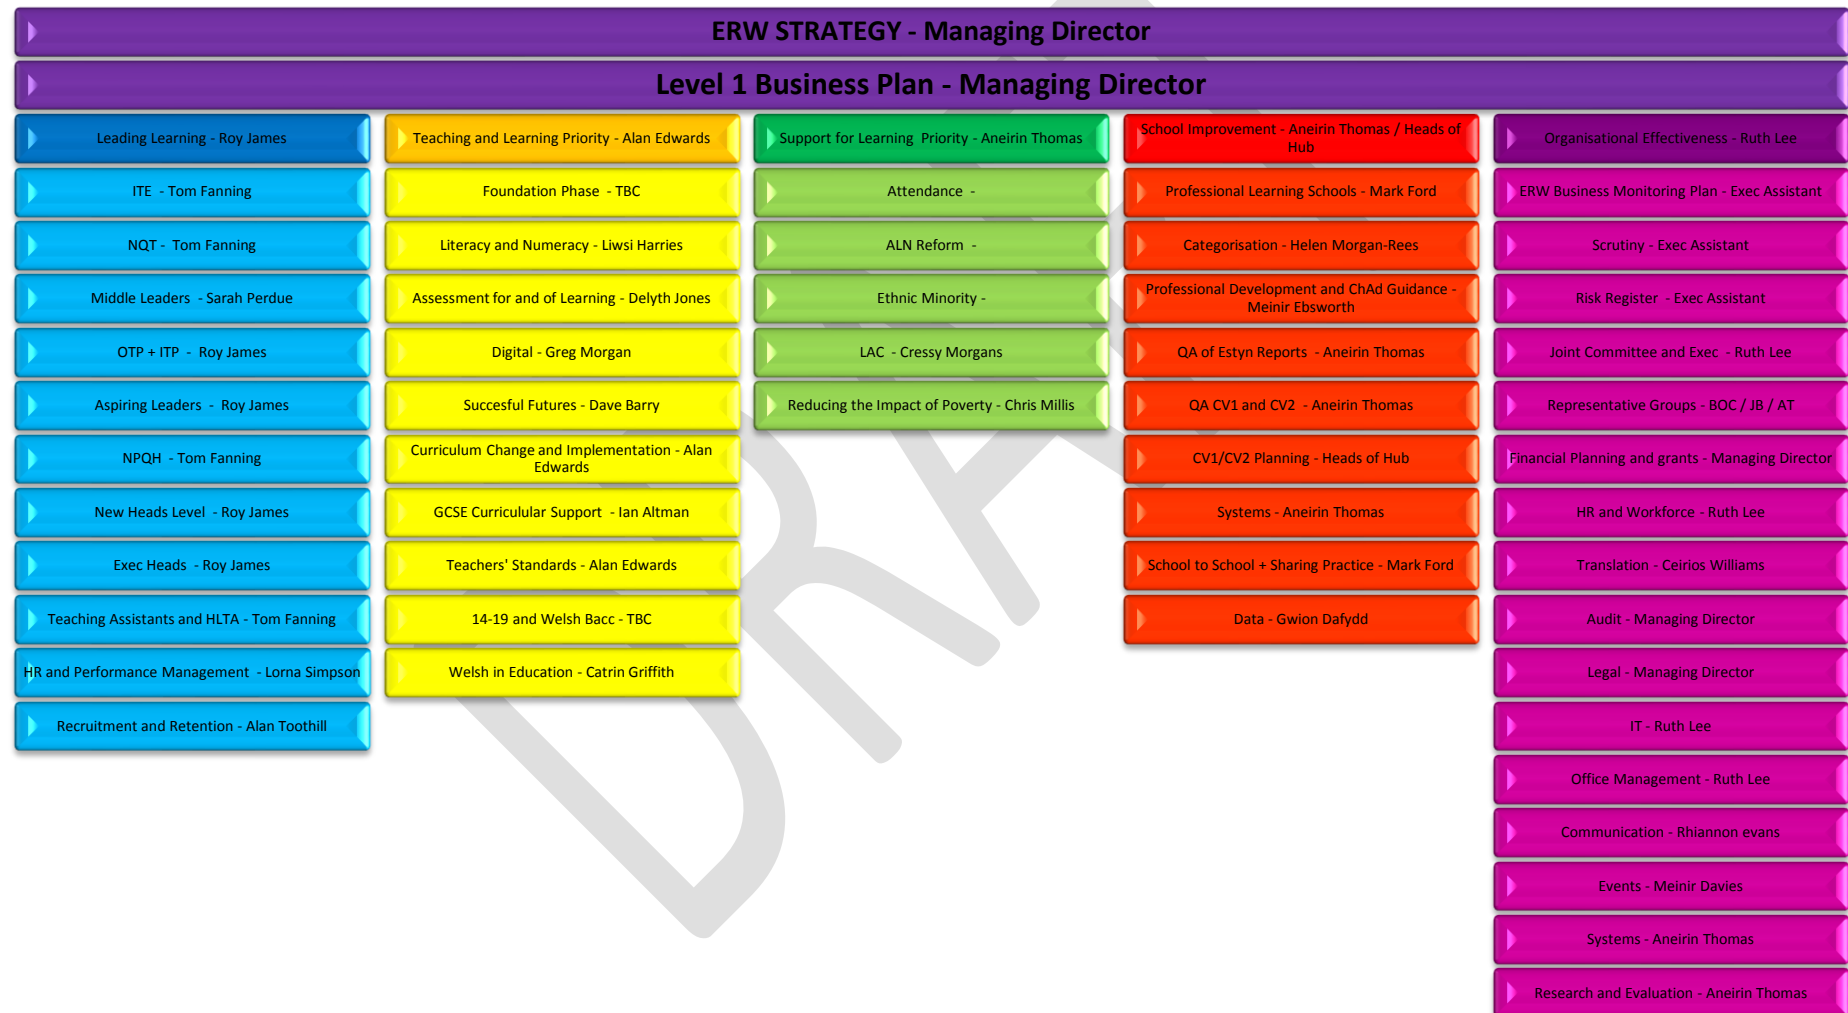 ERW STRATEGY - Managing Director
Level 1 Business Plan - Managing Director
Leading Learning - Roy James
ITE - Tom Fanning
NQT - Tom Fanning
Middle Leaders - Sarah Perdue
OTP + ITP - Roy James
Aspiring Leaders - Roy James
NPQH - Tom Fanning
New Heads Level - Roy James
Exec Heads - Roy James
Teaching Assistants and HLTA - Tom Fanning
HR and Performance Management - Lorna Simpson
Recruitment and Retention - Alan Toothill
Teaching and Learning Priority - Alan Edwards
Foundation Phase - TBC
Literacy and Numeracy - Liwsi Harries
Assessment for and of Learning - Delyth Jones
Digital - Greg Morgan
Succesful Futures - Dave Barry
Curriculum Change and Implementation - Alan
Edwards
GCSE Curriculular Support - Ian Altman
Teachers' Standards - Alan Edwards
14-19 and Welsh Bacc - TBC
Welsh in Education - Catrin Griffith
Support for Learning Priority - Aneirin Thomas
Attendance -
ALN Reform -
Ethnic Minority -
LAC - Cressy Morgans
Reducing the Impact of Poverty - Chris Millis
School Improvement - Aneirin Thomas / Heads of
Hub
Professional Learning Schools - Mark Ford
Categorisation - Helen Morgan-Rees
Professional Development and ChAd Guidance -
Meinir Ebsworth
QA of Estyn Reports - Aneirin Thomas
QA CV1 and CV2 - Aneirin Thomas
CV1/CV2 Planning - Heads of Hub
Systems - Aneirin Thomas
School to School + Sharing Practice - Mark Ford
Data - Gwion Dafydd
Organisational Effectiveness - Ruth Lee
ERW Business Monitoring Plan - Exec Assistant
Scrutiny - Exec Assistant
Risk Register - Exec Assistant
Joint Committee and Exec - Ruth Lee
Representative Groups - BOC / JB / AT
Financial Planning and grants - Managing Director
HR and Workforce - Ruth Lee
Translation - Ceirios Williams
Audit - Managing Director
Legal - Managing Director
IT - Ruth Lee
Office Management - Ruth Lee
Communication - Rhiannon evans
Events - Meinir Davies
Systems - Aneirin Thomas
Research and Evaluation - Aneirin Thomas
DRA